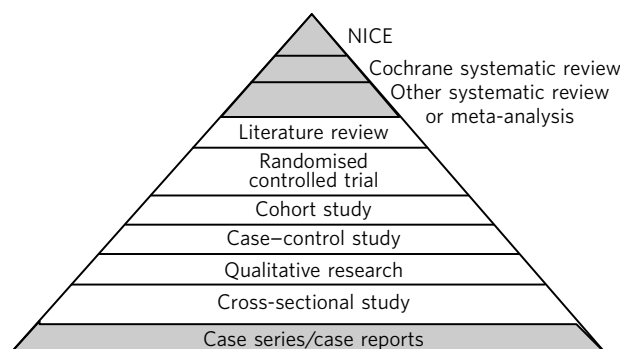 NICE
Cochrane systematic review
Other systematic review
or meta-analysis
Literature review
Randomised
controlled trial
Cohort study
Case–control study
Qualitative research
Cross-sectional study
Case series/case reports